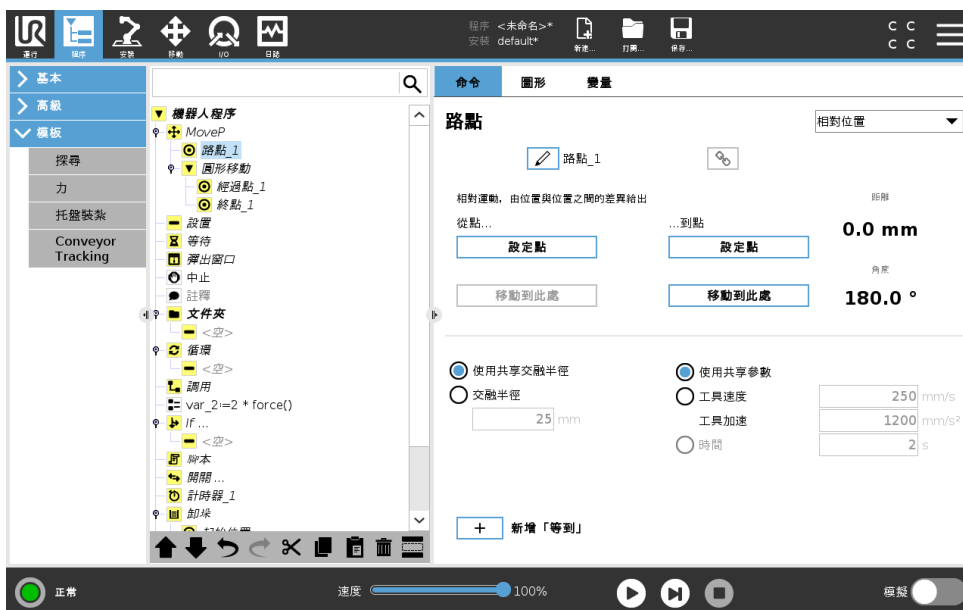 運行
程序
安裝
移動
I/O
日誌
程序 <未命名>*
安裝 default*
新建...
打開...
保存...
C C
C C
基本
高級
模板
探尋
力
托盤裝紮
Conveyor
Tracking
機器人程序
MoveP
路點_1
圓形移動
經過點_1
終點_1
設置
等待
彈出窗口
中止
註釋
文件夾
<空>
循環
<空>
調用
var_2≔2 * force()
If ...
<空>
腳本
開關 ...
計時器_1
卸垛
起始位置
命令
圖形
變量
路點
相對位置
路點_1
相對運動，由位置與位置之間的差異給出
距離
從點...
...到點
0.0 mm
設定點
設定點
角度
移動到此處
移動到此處
180.0 °
使用共享交融半徑
使用共享參數
交融半徑
工具速度
250 mm/s
25 mm
工具加速
1200 mm/s²
時間
2 s
+ 新增「等到」
正常
速度
100%
模擬